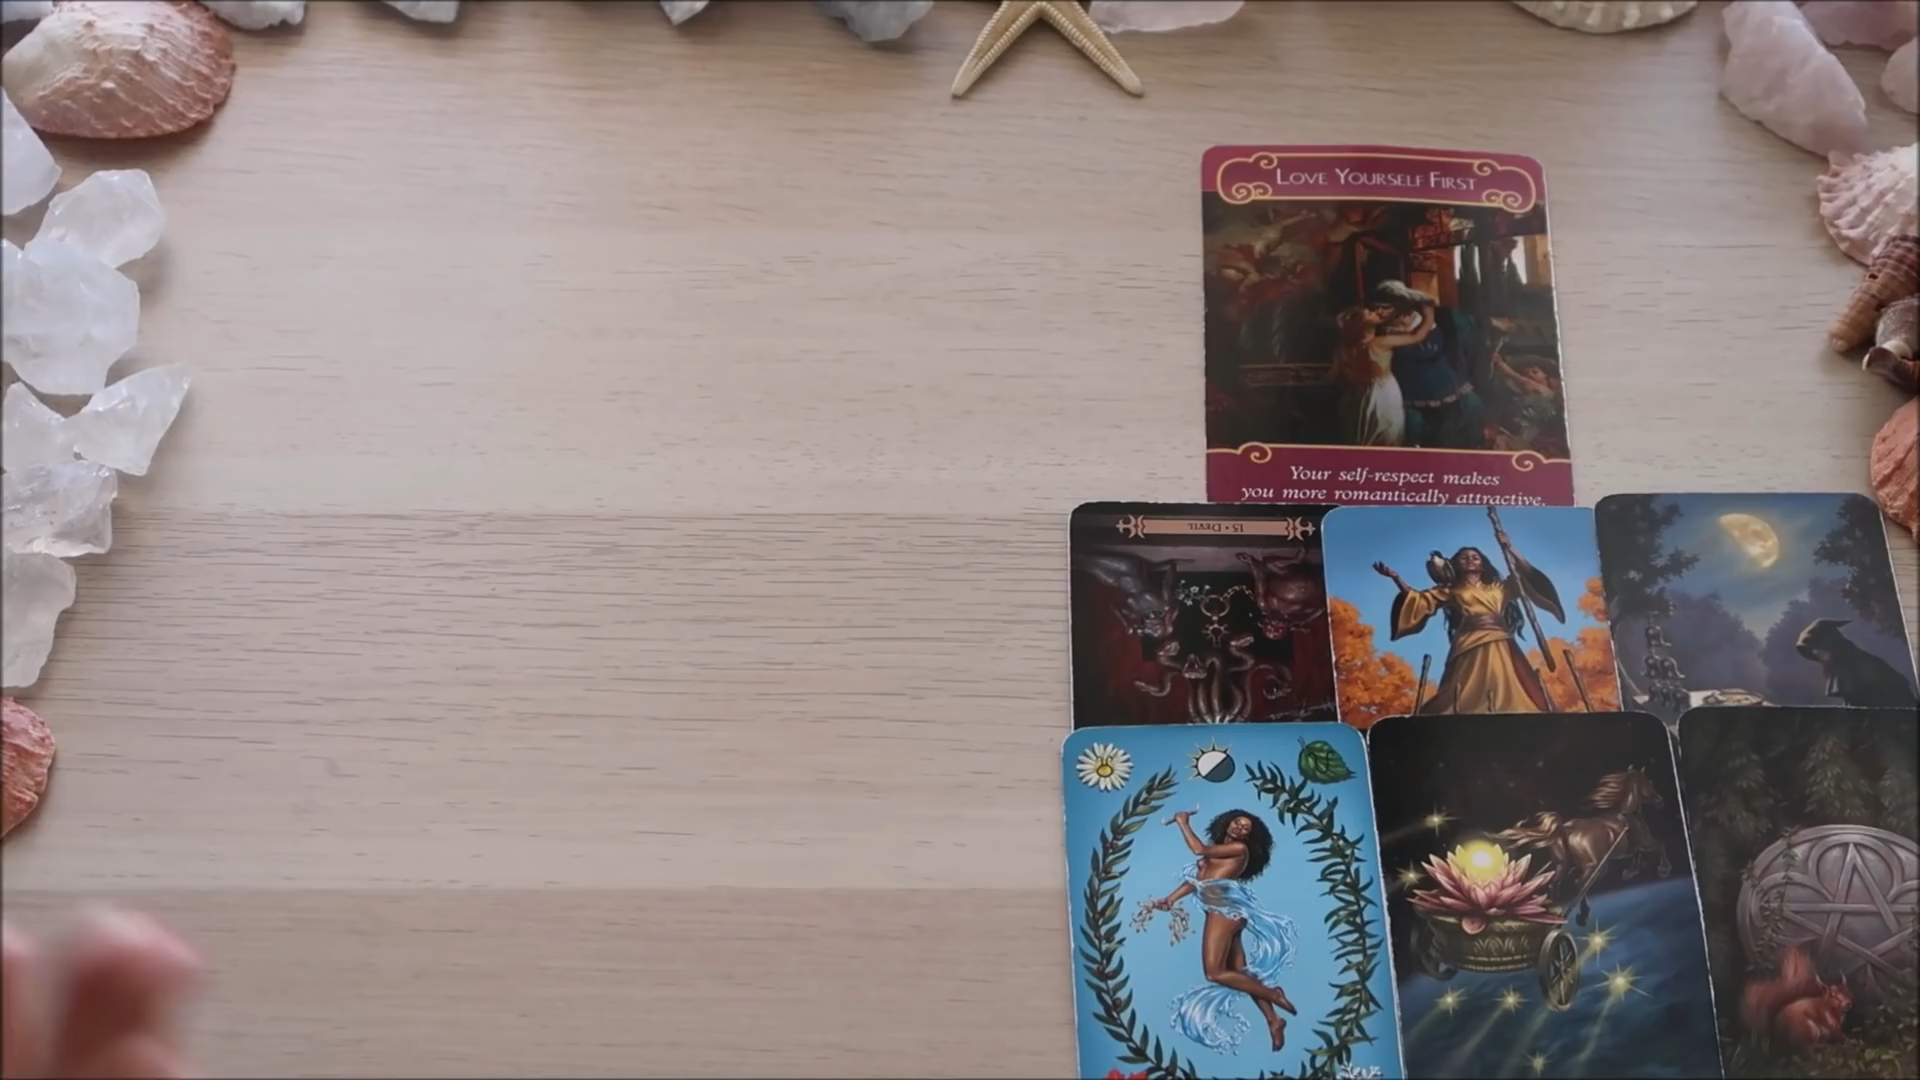 LOVE YOURSELF FIRST
Your self-respect makes
you more romantically attractive.
15 • DEVIL